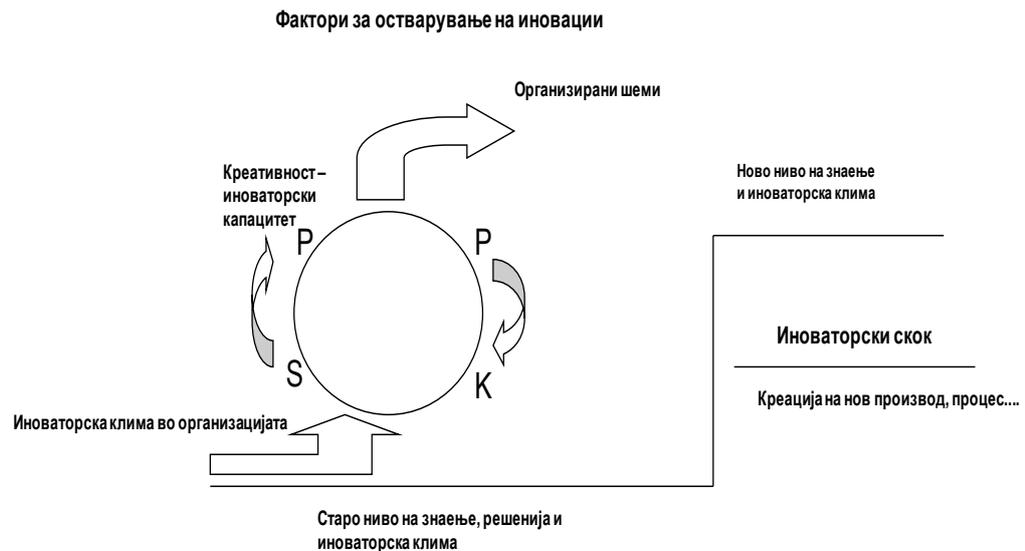 Фактори за остварување на иновации
Организирани шеми
Креативност –
иноваторски
капацитет
Ново ниво на знаење
и иноваторска клима
P
P
S
K
Иноваторски скок
Креација на нов производ, процес....
Иноваторска клима во организацијата
Старо ниво на знаење, решенија и
иноваторска клима